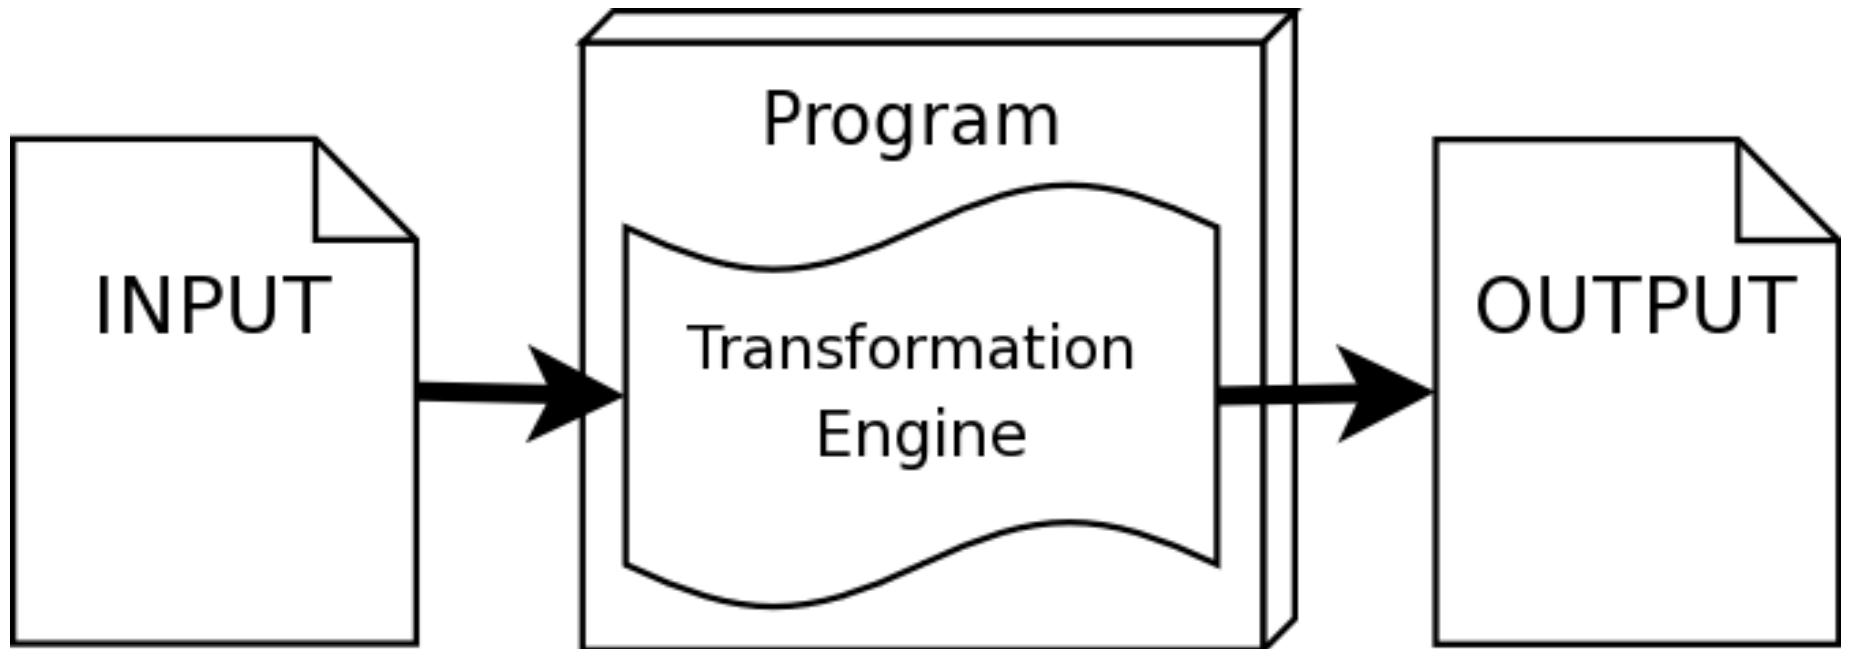 INPUT
Program
Transformation
Engine
OUTPUT